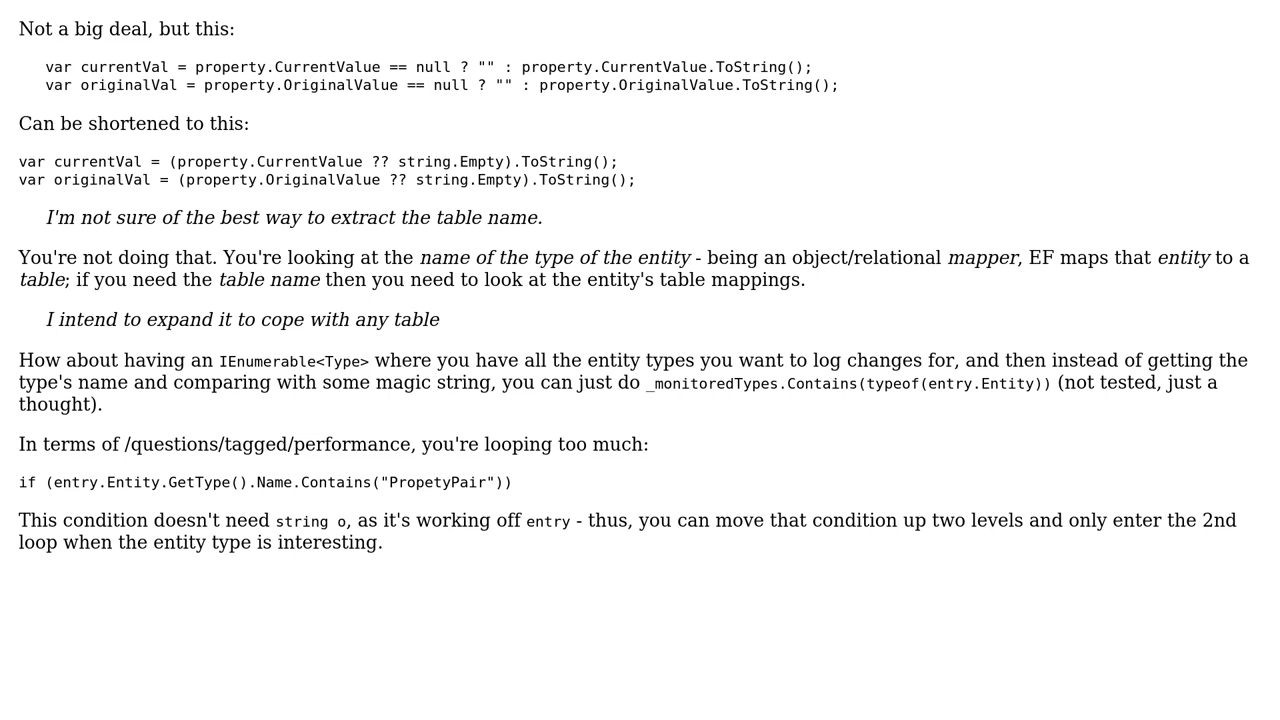 Not a big deal, but this:
var currentVal = property.CurrentValue == null ? "" : property.CurrentValue.ToString();
var originalVal = property.OriginalValue == null ? "" : property.OriginalValue.ToString();
Can be shortened to this:
var currentVal = (property.CurrentValue ?? string.Empty).ToString();
var originalVal = (property.OriginalValue ?? string.Empty).ToString();
I'm not sure of the best way to extract the table name.
You're not doing that. You're looking at the name of the type of the entity - being an object/relational mapper, EF maps that entity to a
table; if you need the table name then you need to look at the entity's table mappings.
I intend to expand it to cope with any table
How about having an IEnumerable<Type> where you have all the entity types you want to log changes for, and then instead of getting the
type's name and comparing with some magic string, you can just do _monitoredTypes.Contains(typeof(entry.Entity)) (not tested, just a
thought).
In terms of /questions/tagged/performance, you're looping too much:
if (entry.Entity.GetType().Name.Contains("PropetyPair"))
This condition doesn't need string o, as it's working off entry - thus, you can move that condition up two levels and only enter the 2nd
loop when the entity type is interesting.